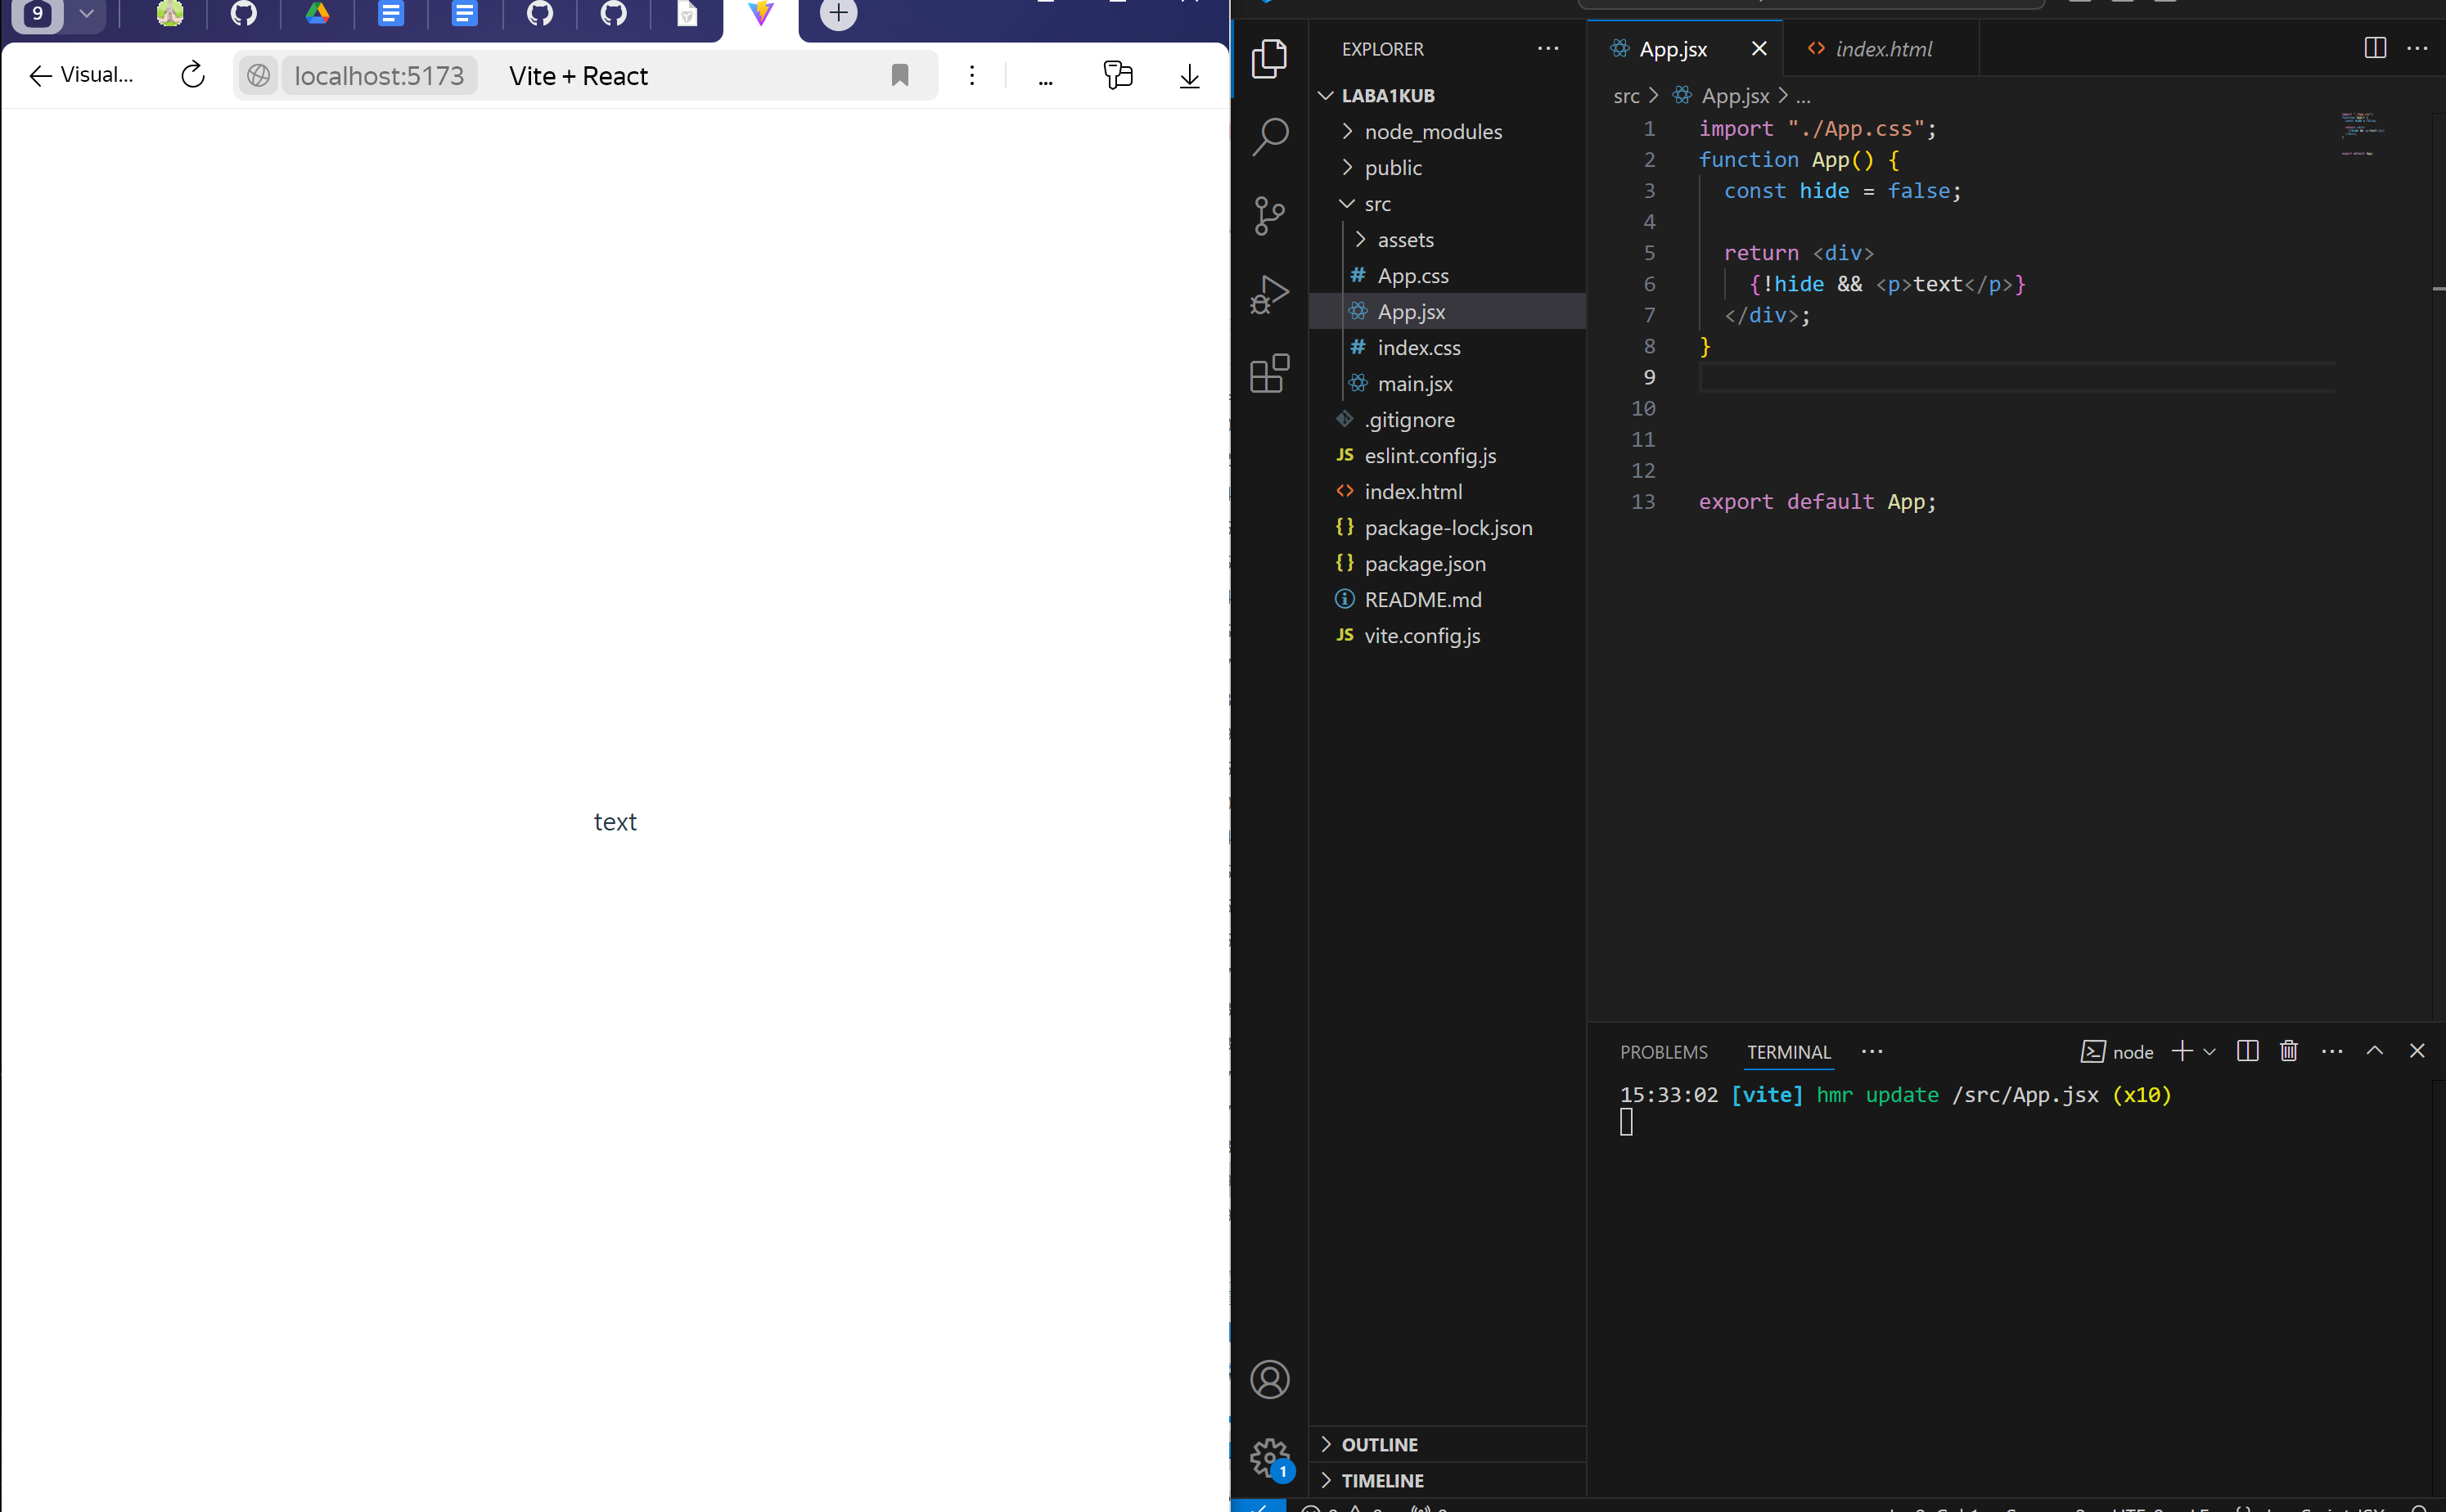 9
Visual...
localhost:5173
Vite + React
...
text
EXPLORER
LABA1KUB
node_modules
public
src
assets
# App.css
App.jsx
# index.css
main.jsx
.gitignore
JS eslint.config.js
<> index.html
{} package-lock.json
{} package.json
README.md
JS vite.config.js
OUTLINE
TIMELINE
1
App.jsx
<> index.html
src > App.jsx > ...
1 import "./App.css";
2 function App() {
3 const hide = false;
4
5 return <div>
6 {!hide && <p>text</p>}
7 </div>;
8 }
9
10
11
12
13 export default App;
PROBLEMS
TERMINAL
node
15:33:02 [vite] hmr update /src/App.jsx (x10)